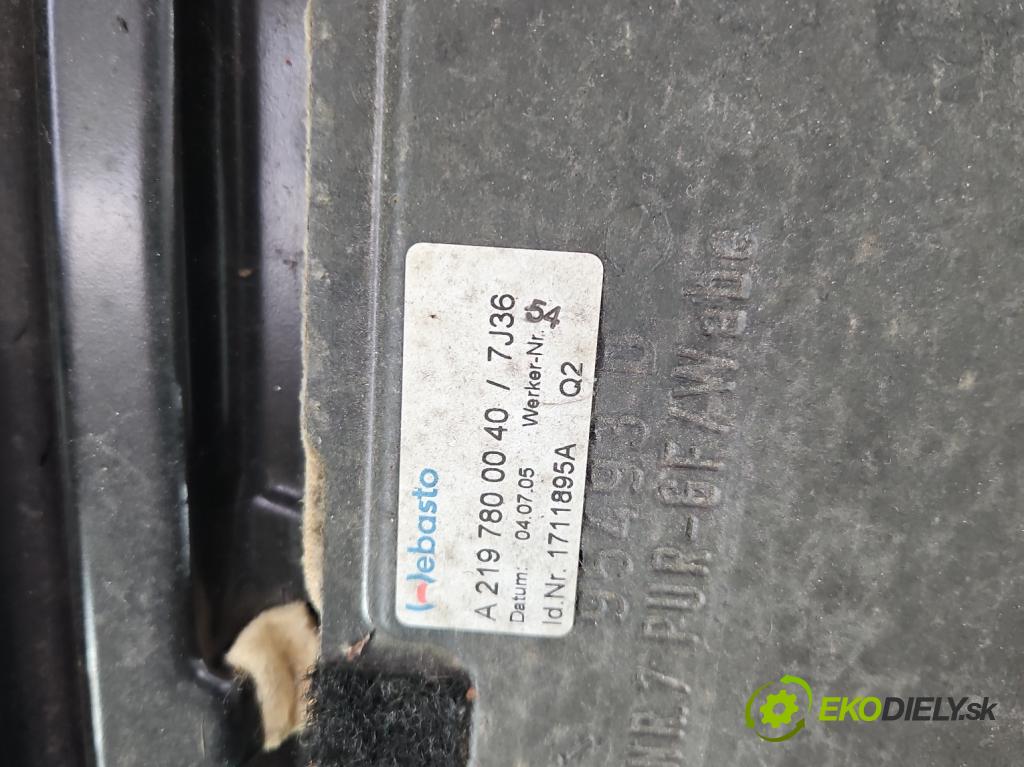 Webasto
A 219 780 00 40 / 7J36
Datum: 04.07.05 Werker-Nr. 54
Id.Nr. 1711895A Q2
PUR-GF/Wabe
EKODIELY.sk